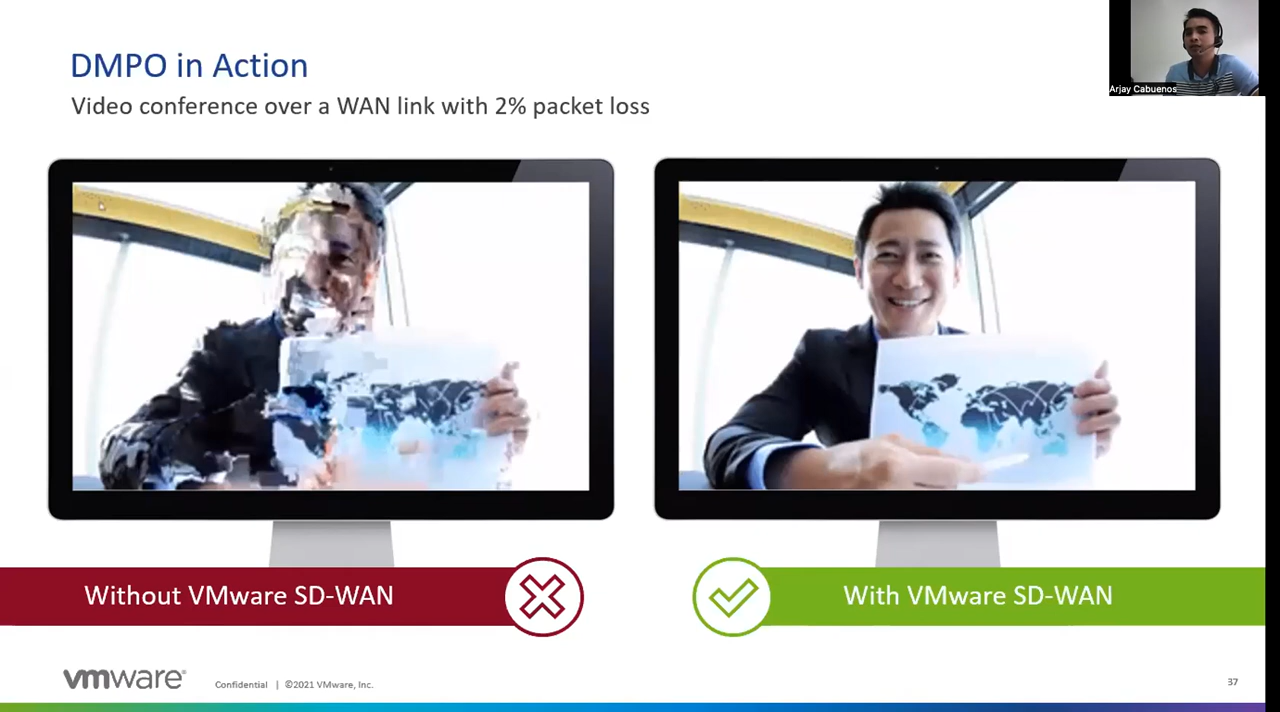 DMPO in Action
Video conference over a WAN link with 2% packet loss
Arjay Cabuenos
Without VMware SD-WAN
With VMware SD-WAN
vmware®
Confidential | ©2021 VMware, Inc.
37